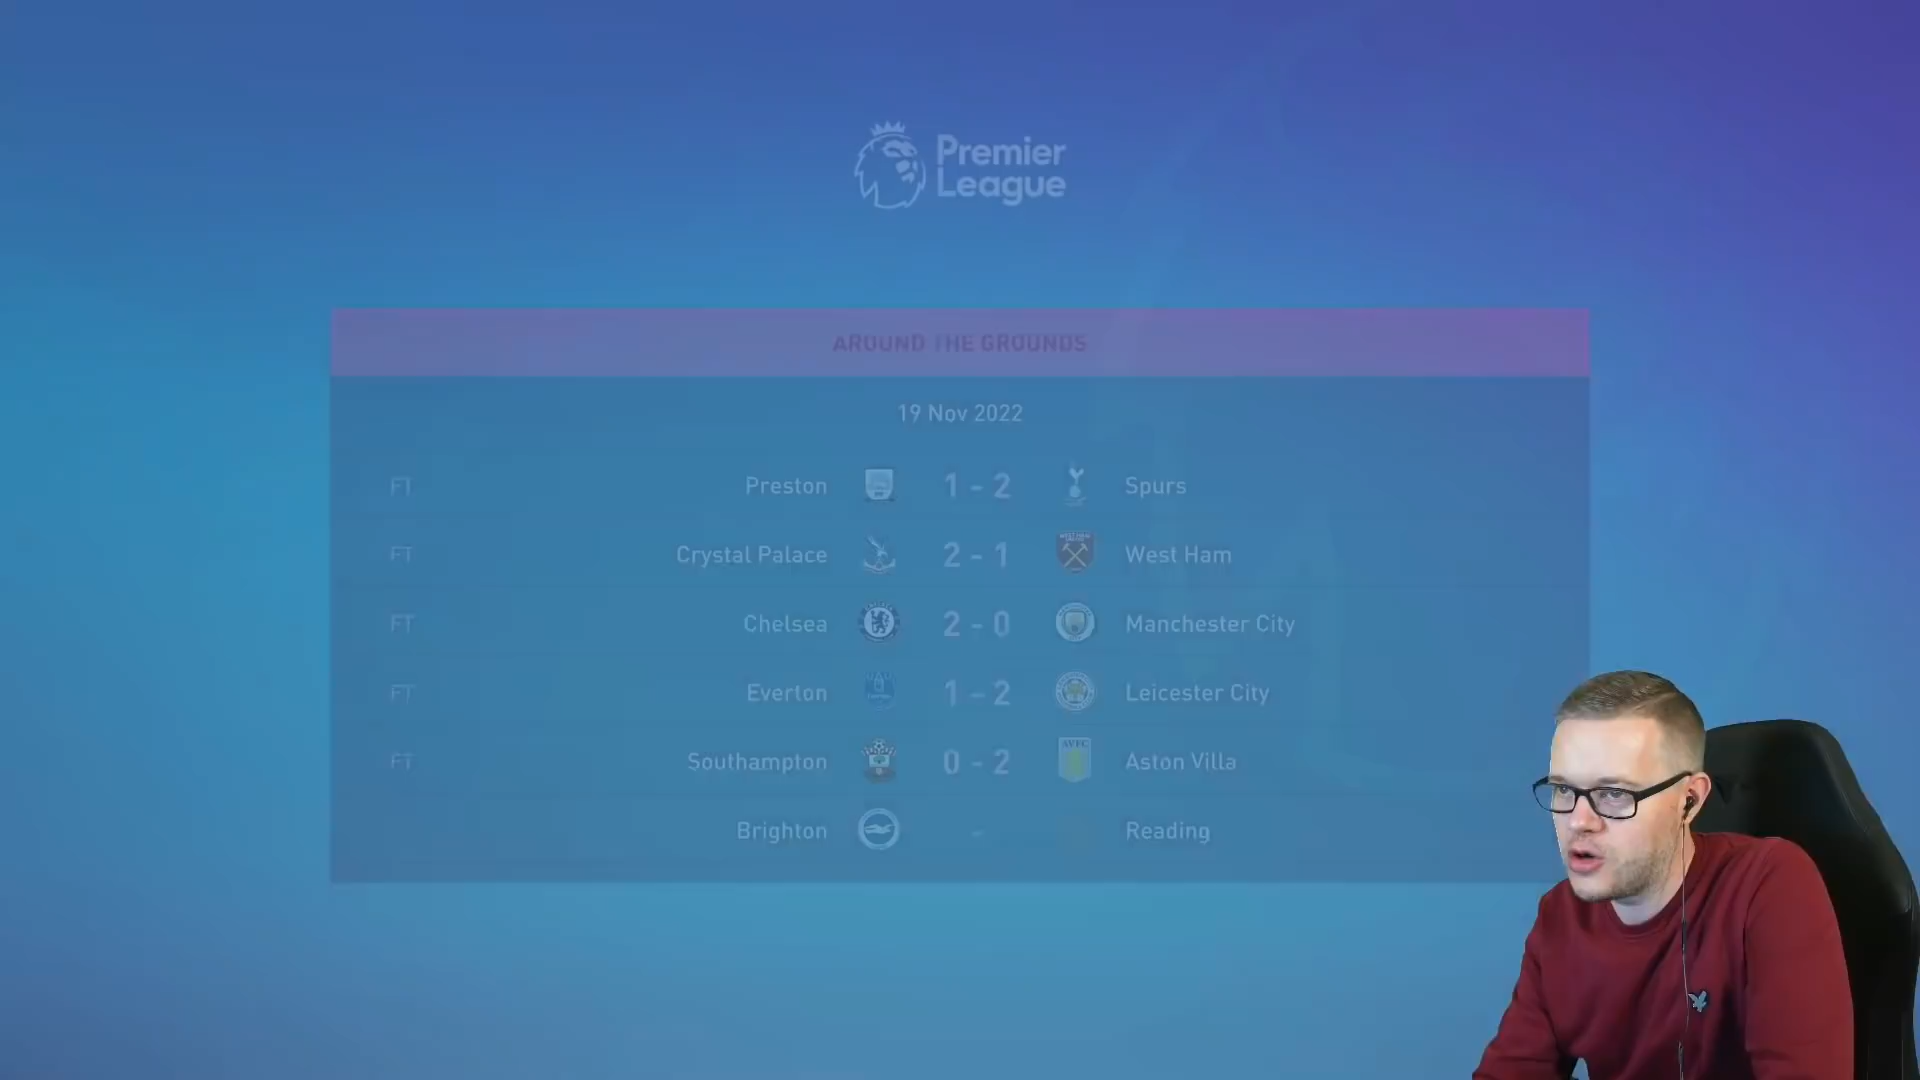 Premier
League
AROUND THE GROUNDS
19 Nov 2022
FT Preston 1 - 2 Spurs
FT Crystal Palace 2 - 1 West Ham
FT Chelsea 2 - 0 Manchester City
FT Everton 1 - 2 Leicester City
FT Southampton 0 - 2 Aston Villa
Brighton - Reading